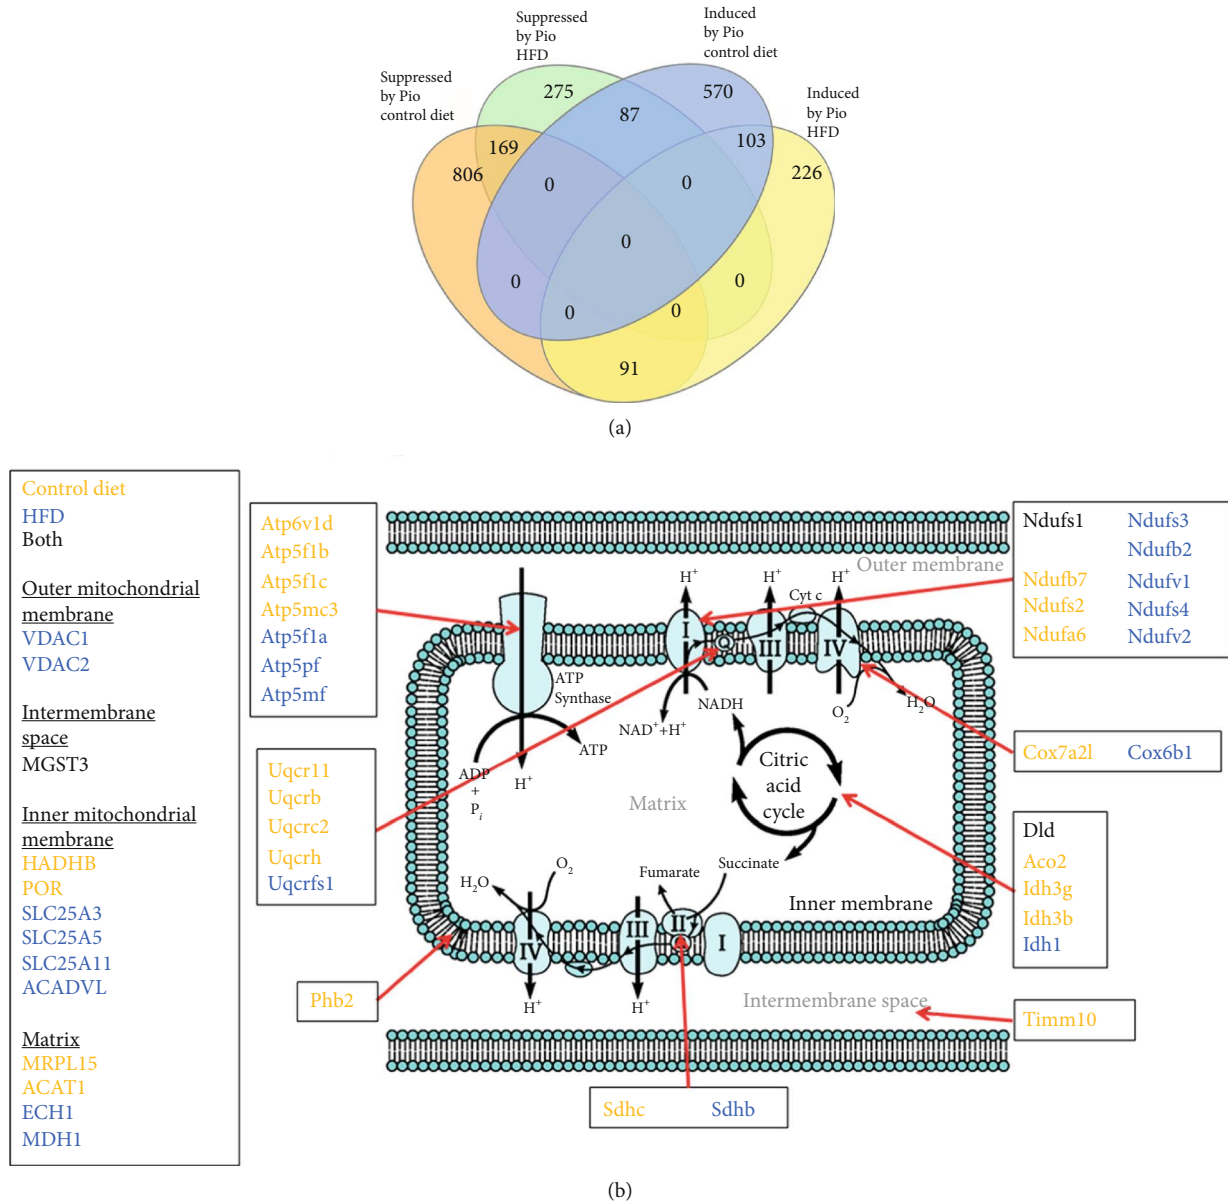 Suppressed
by Pio
HFD
Induced
by Pio
control diet
Suppressed
by Pio
control diet
Induced
by Pio
HFD
275
570
87
169
103
806
226
0
0
0
0
0
0
0
91
(a)
Control diet
HFD
Both
Outer mitochondrial
membrane
VDAC1
VDAC2
Intermembrane
space
MGST3
Inner mitochondrial
membrane
HADHB
POR
SLC25A3
SLC25A5
SLC25A11
ACADVL
Matrix
MRPL15
ACAT1
ECH1
MDH1
Atp6v1d
Atp5f1b
Atp5f1c
Atp5mc3
Atp5f1a
Atp5pf
Atp5mf
Uqcr11
Uqcrb
Uqcrc2
Uqcrh
Uqcrfs1
Phb2
Outer membrane
H+
H+
H+
Cyt c
I
Q
III
IV
ATP
Synthase
NADH
NAD++H+
O2
H2O
ATP
ADP
+
Pi
H+
Citric
acid
cycle
Matrix
Succinate
Fumarate
O2
H2O
Inner membrane
IV
III
II
I
H+
H+
Intermembrane space
Ndufs1 Ndufs3
Ndufb2
Ndufb7 Ndufv1
Ndufs2 Ndufs4
Ndufa6 Ndufv2
Cox7a2l Cox6b1
Dld
Aco2
Idh3g
Idh3b
Idh1
Timm10
Sdhc Sdhb
(b)